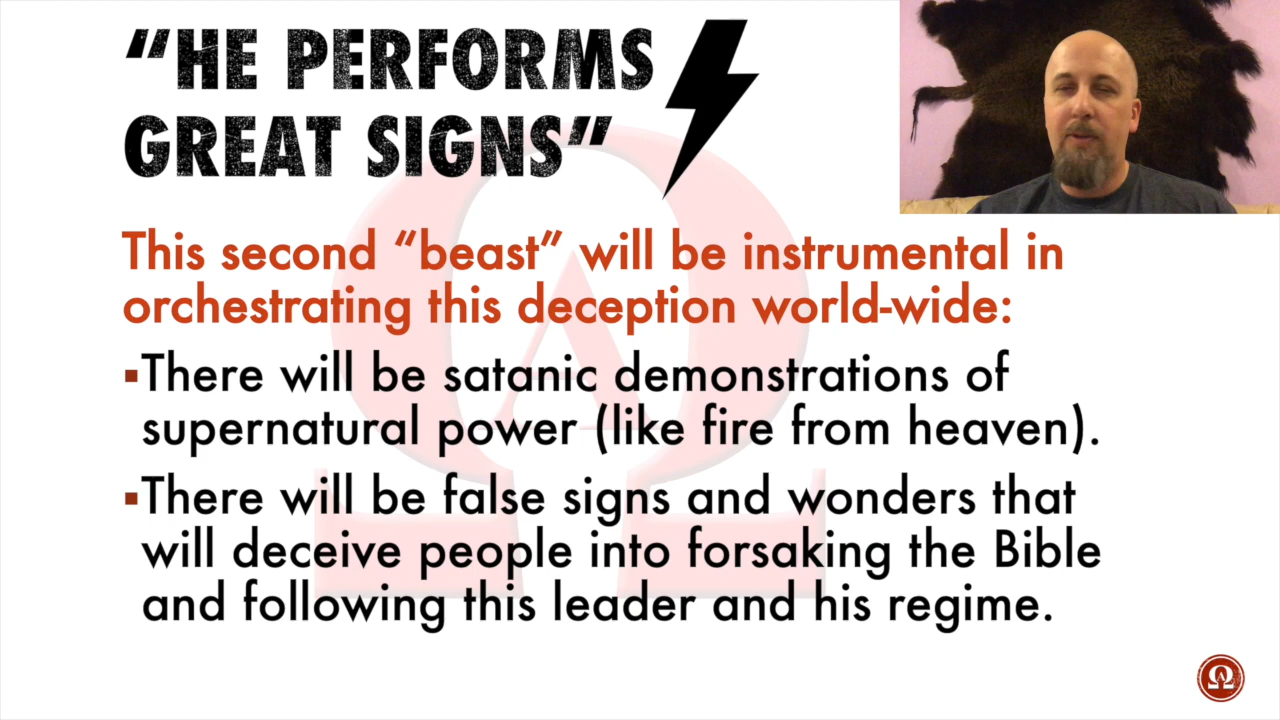 “HE PERFORMS
GREAT SIGNS”
This second “beast” will be instrumental in
orchestrating this deception world-wide:
▪There will be satanic demonstrations of
supernatural power (like fire from heaven).
▪There will be false signs and wonders that
will deceive people into forsaking the Bible
and following this leader and his regime.